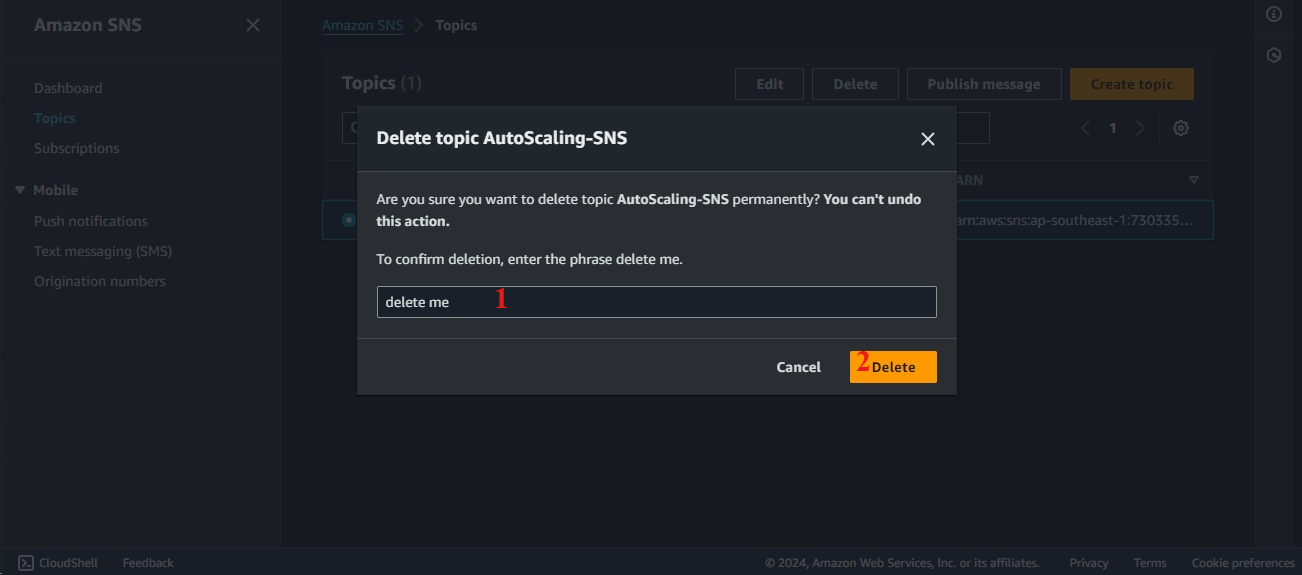 Amazon SNS
Dashboard
Topics
Subscriptions
Mobile
Push notifications
Text messaging (SMS)
Origination numbers
Amazon SNS > Topics
Topics (1)
Edit Delete Publish message Create topic
1
ARN
arn:aws:sns:ap-southeast-1:730335...
Delete topic AutoScaling-SNS
Are you sure you want to delete topic AutoScaling-SNS permanently? You can't undo
this action.
To confirm deletion, enter the phrase delete me.
delete me 1
Cancel 2 Delete
CloudShell Feedback © 2024, Amazon Web Services, Inc. or its affiliates. Privacy Terms Cookie preferences